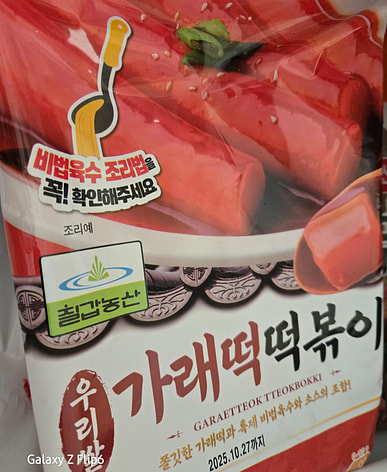 비법육수 조리법을
꼭! 확인해주세요
조리예
칠갑농산
우리쌀
가래떡 떡볶이
GARAETTEOK TTEOKBOKKI
쫄깃한 가래떡과 특제 비법육수와 소스의 조합!
2025.10.27까지
Galaxy Z Flip6